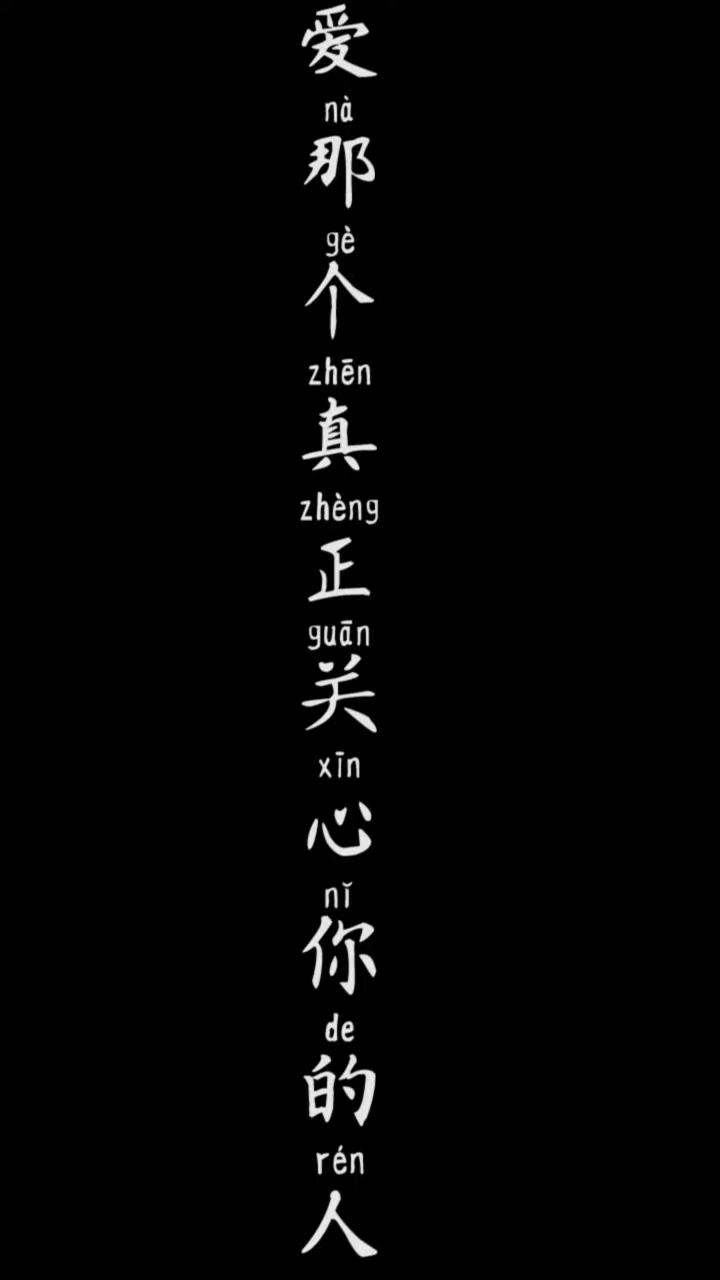 爱
nà
那
gè
个
zhēn
真
zhèng
正
guān
关
xīn
心
nǐ
你
de
的
rén
人